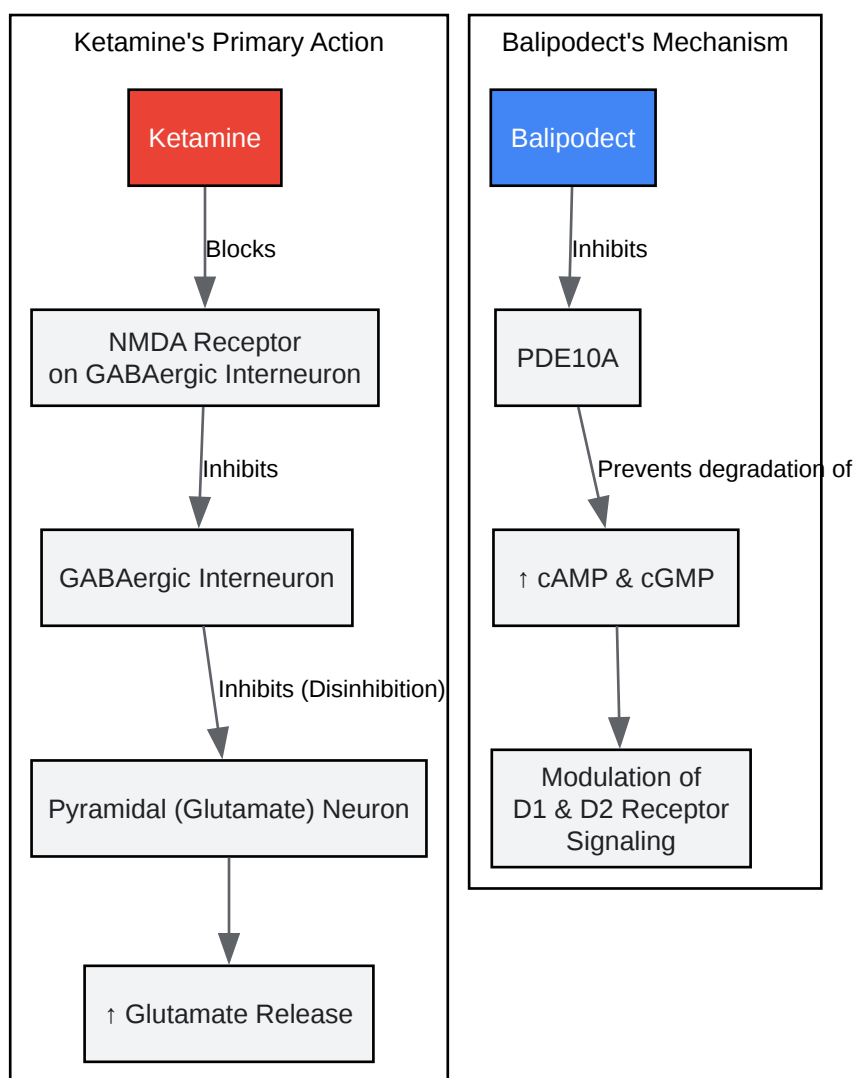 Ketamine's Primary Action
Ketamine
Blocks
NMDA Receptor
on GABAergic Interneuron
Inhibits
GABAergic Interneuron
Inhibits (Disinhibition)
Pyramidal (Glutamate) Neuron
↑ Glutamate Release
Balipodect's Mechanism
Balipodect
Inhibits
PDE10A
Prevents degradation of
↑ cAMP & cGMP
Modulation of
D1 & D2 Receptor
Signaling